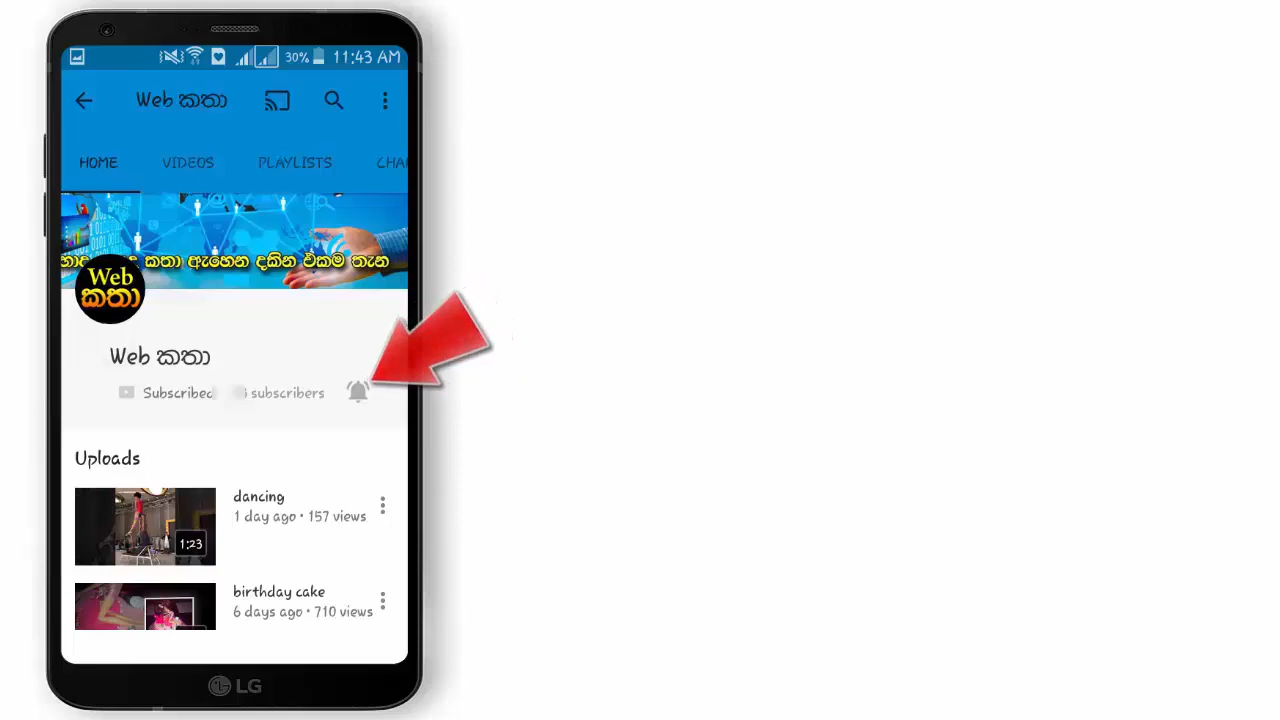 30% 11:43 AM
Web කතා
HOME VIDEOS PLAYLISTS
කතා ඇහෙන දකින එකම තැන
Web
කතා
Web කතා
Subscribed subscribers
Uploads
dancing
1 day ago • 157 views
1:23
birthday cake
6 days ago • 710 views
LG